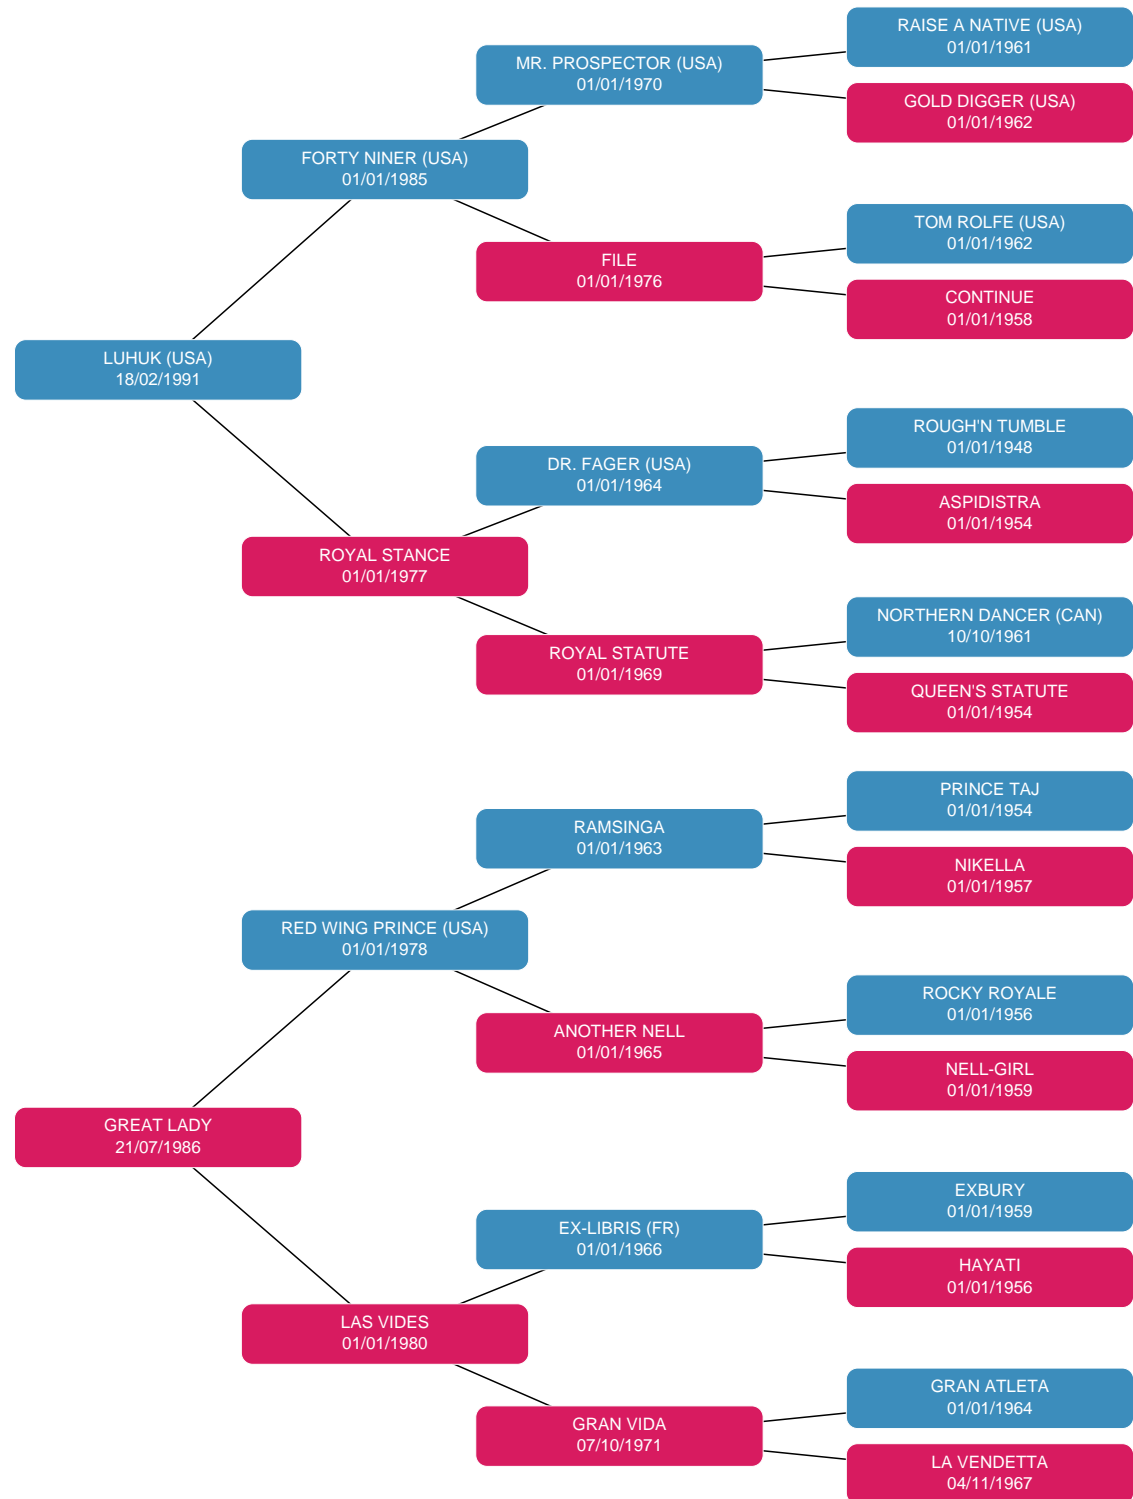 RAISE A NATIVE (USA)
01/01/1961
MR. PROSPECTOR (USA)
01/01/1970
GOLD DIGGER (USA)
01/01/1962
FORTY NINER (USA)
01/01/1985
TOM ROLFE (USA)
01/01/1962
FILE
01/01/1976
CONTINUE
01/01/1958
LUHUK (USA)
18/02/1991
ROUGH'N TUMBLE
01/01/1948
DR. FAGER (USA)
01/01/1964
ASPIDISTRA
01/01/1954
ROYAL STANCE
01/01/1977
NORTHERN DANCER (CAN)
10/10/1961
ROYAL STATUTE
01/01/1969
QUEEN'S STATUTE
01/01/1954
PRINCE TAJ
01/01/1954
RAMSINGA
01/01/1963
NIKELLA
01/01/1957
RED WING PRINCE (USA)
01/01/1978
ROCKY ROYALE
01/01/1956
ANOTHER NELL
01/01/1965
NELL-GIRL
01/01/1959
GREAT LADY
21/07/1986
EXBURY
01/01/1959
EX-LIBRIS (FR)
01/01/1966
HAYATI
01/01/1956
LAS VIDES
01/01/1980
GRAN ATLETA
01/01/1964
GRAN VIDA
07/10/1971
LA VENDETTA
04/11/1967